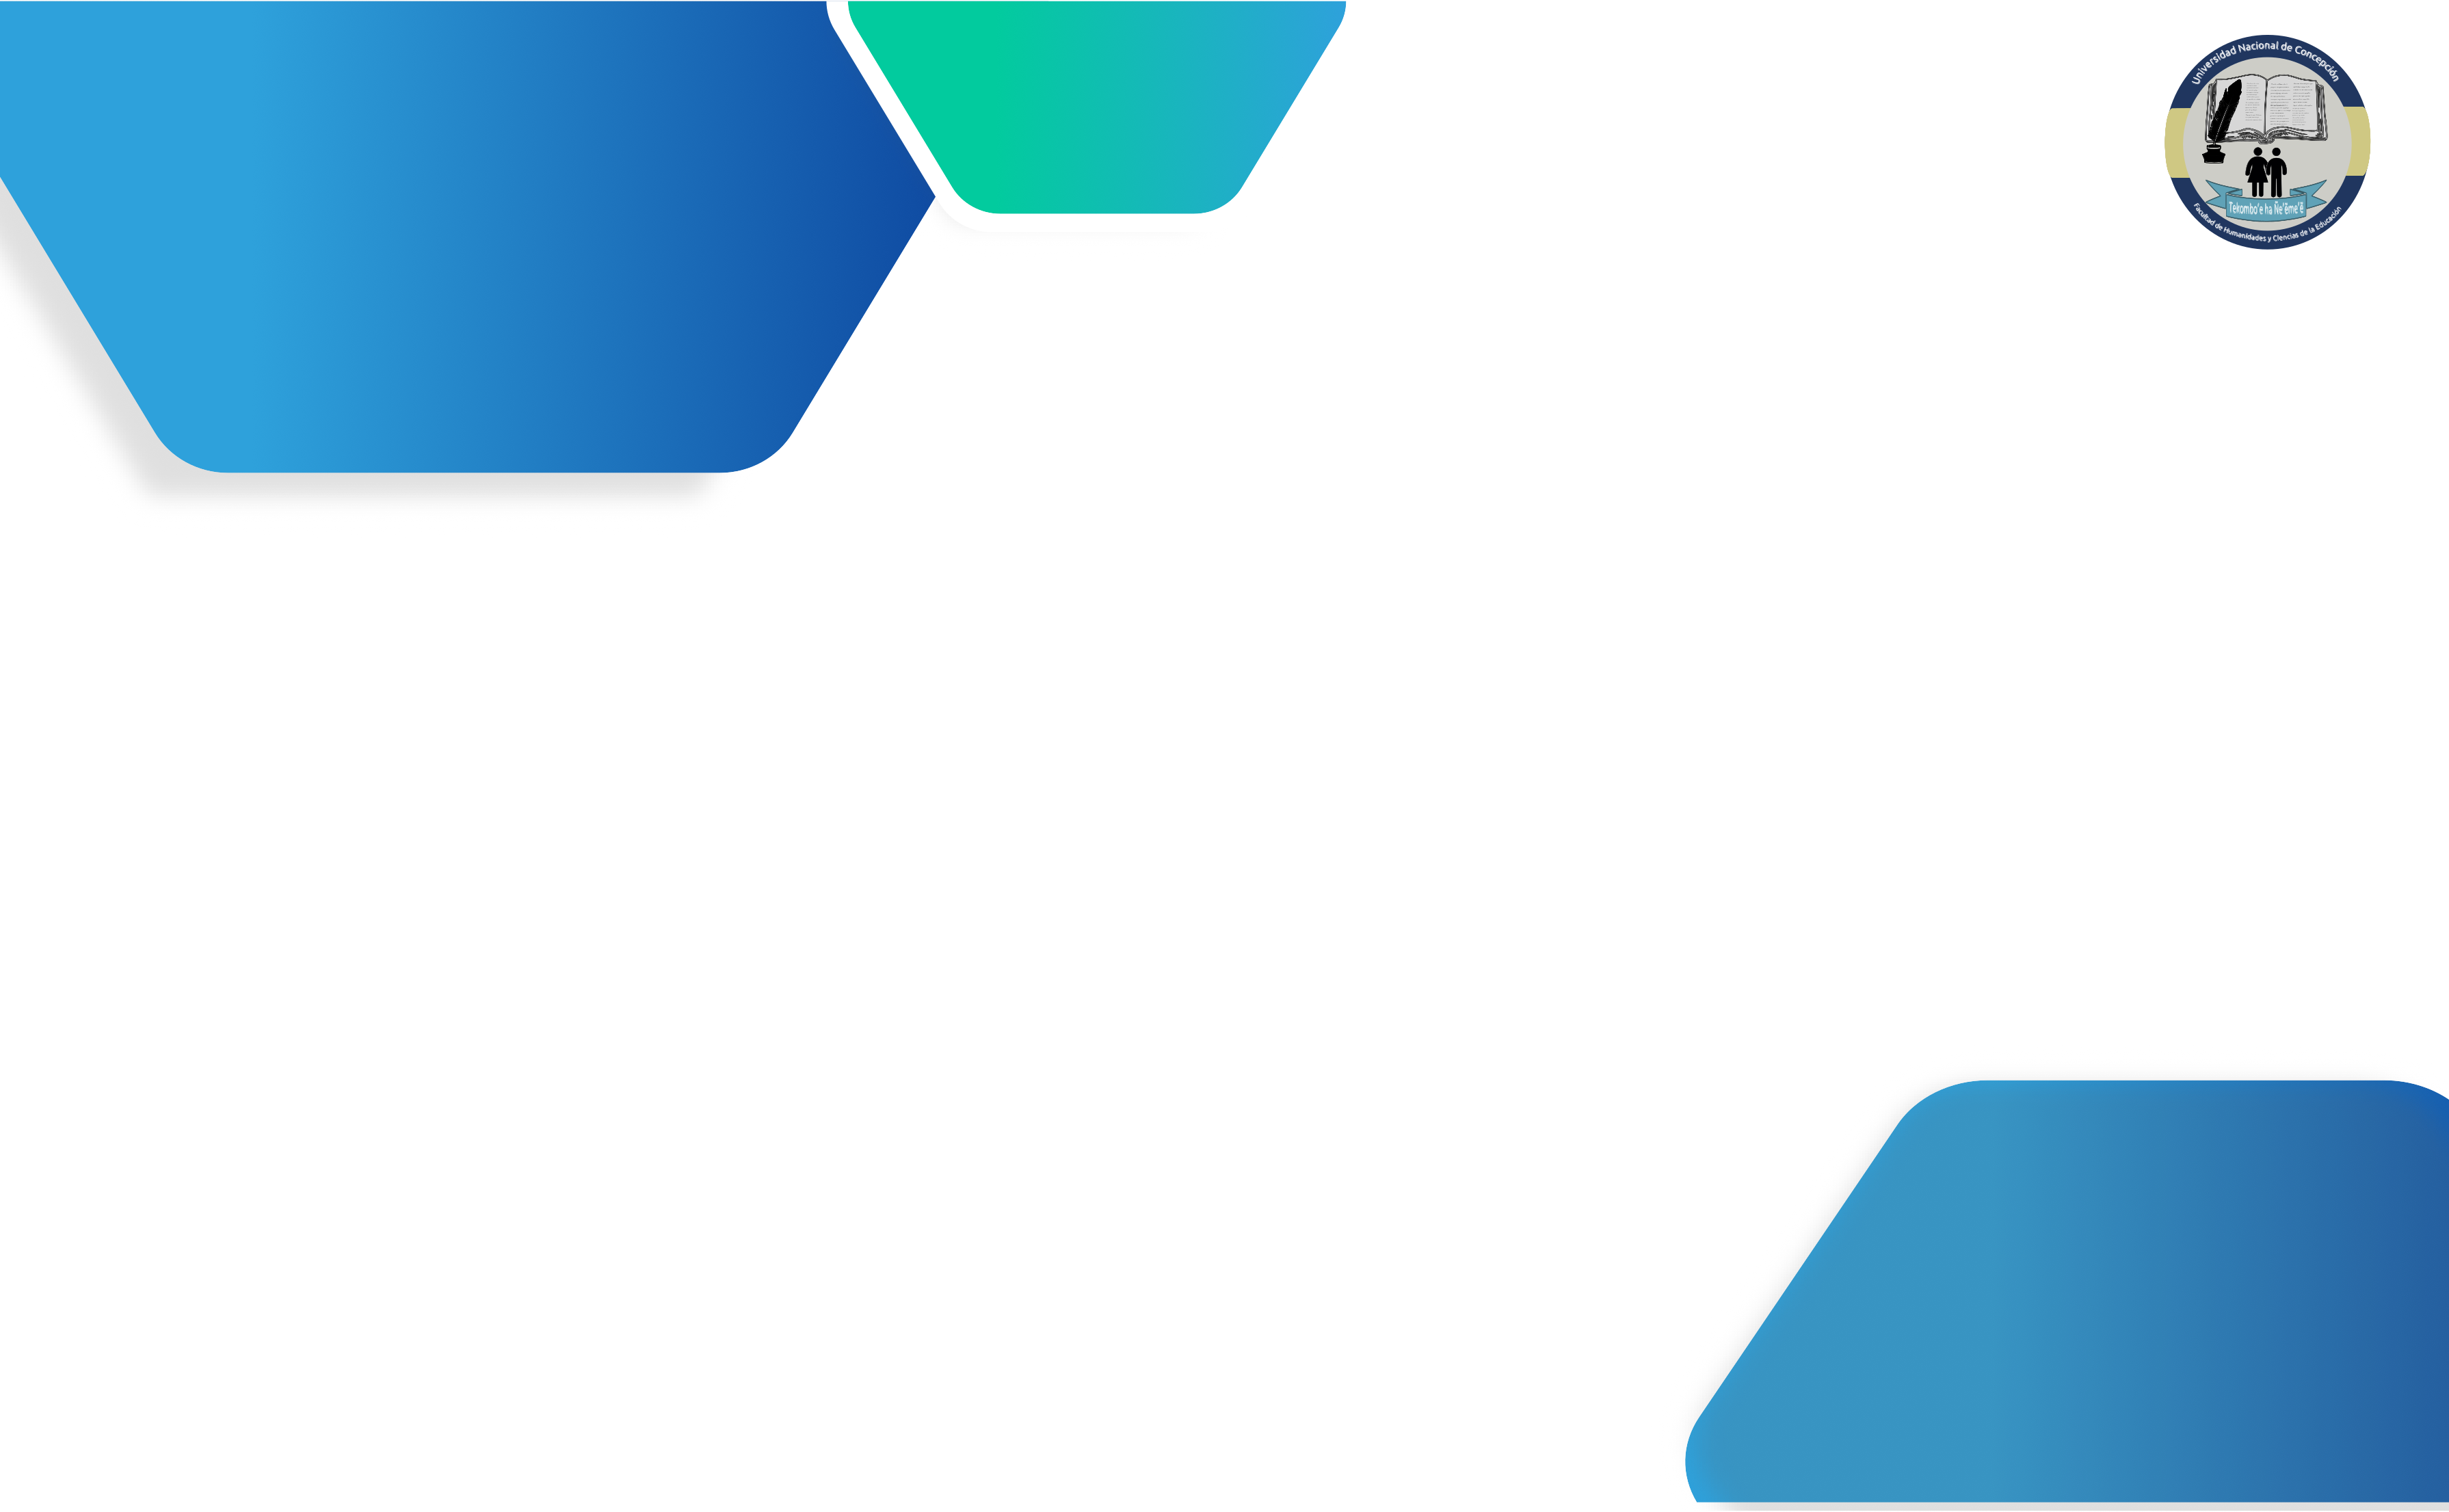 Universidad Nacional de Concepción
Tekombo'e ha Ñe'ẽme'ẽ
Facultad de Humanidades y Ciencias de la Educación